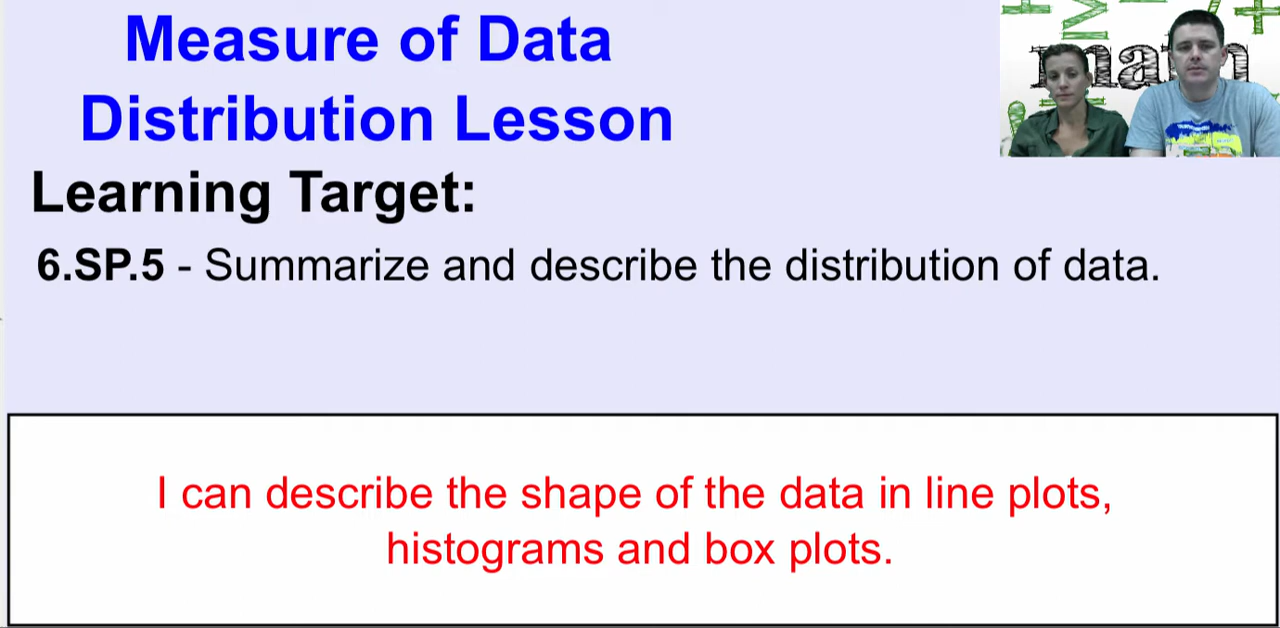 Measure of Data
Distribution Lesson
math
Learning Target:
6.SP.5 - Summarize and describe the distribution of data.
I can describe the shape of the data in line plots,
histograms and box plots.